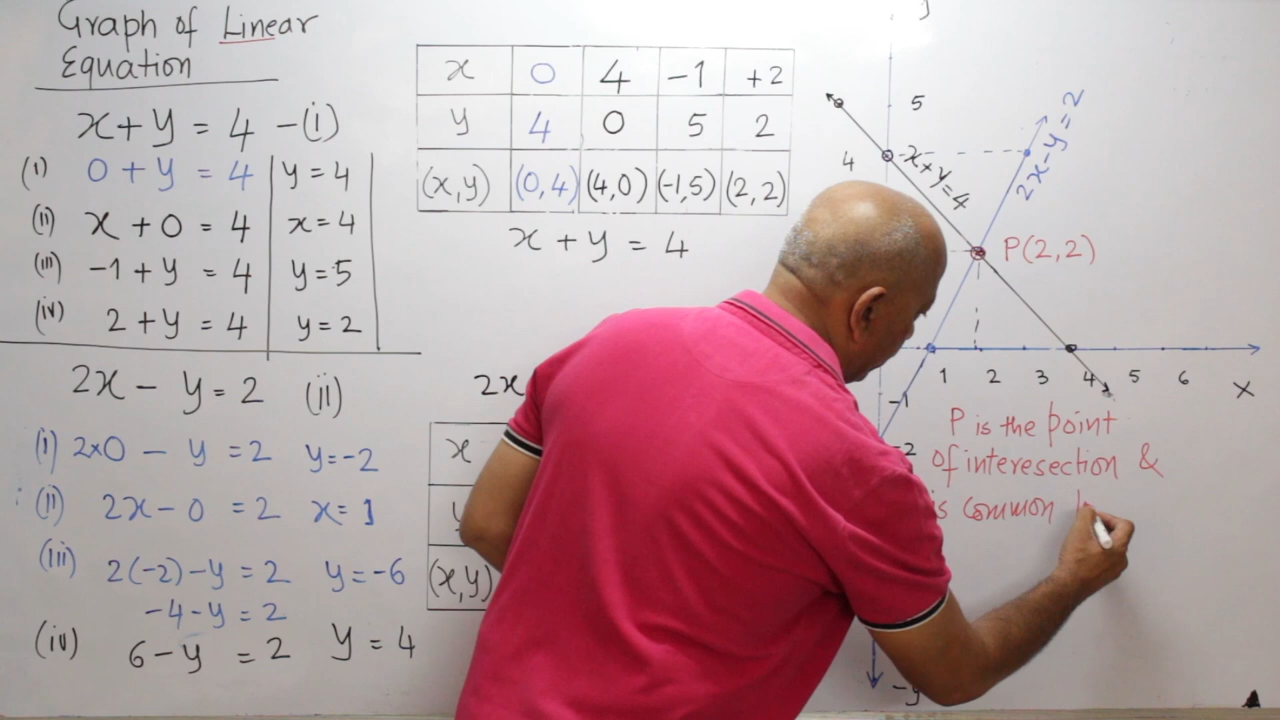 Graph of Linear
Equation
x + y = 4 - (i)
(i) 0 + y = 4 y = 4
(ii) x + 0 = 4 x = 4
(iii) -1 + y = 4 y = 5
(iv) 2 + y = 4 y = 2
2x - y = 2 (ii)
(i) 2x0 - y = 2 y = -2
(ii) 2x - 0 = 2 x = 1
(iii) 2(-2) - y = 2 y = -6
-4 - y = 2
(iv) 6 - y = 2 y = 4
x 0 4 -1 +2
y 4 0 5 2
(x,y) (0,4) (4,0) (-1,5) (2,2)
x + y = 4
2x
x
(x,y)
5
4
x + y = 4
2x - y = 2
P(2,2)
1 2 3 4 5 6 X
-1
-2
-y
P is the point
of interesection &
is common